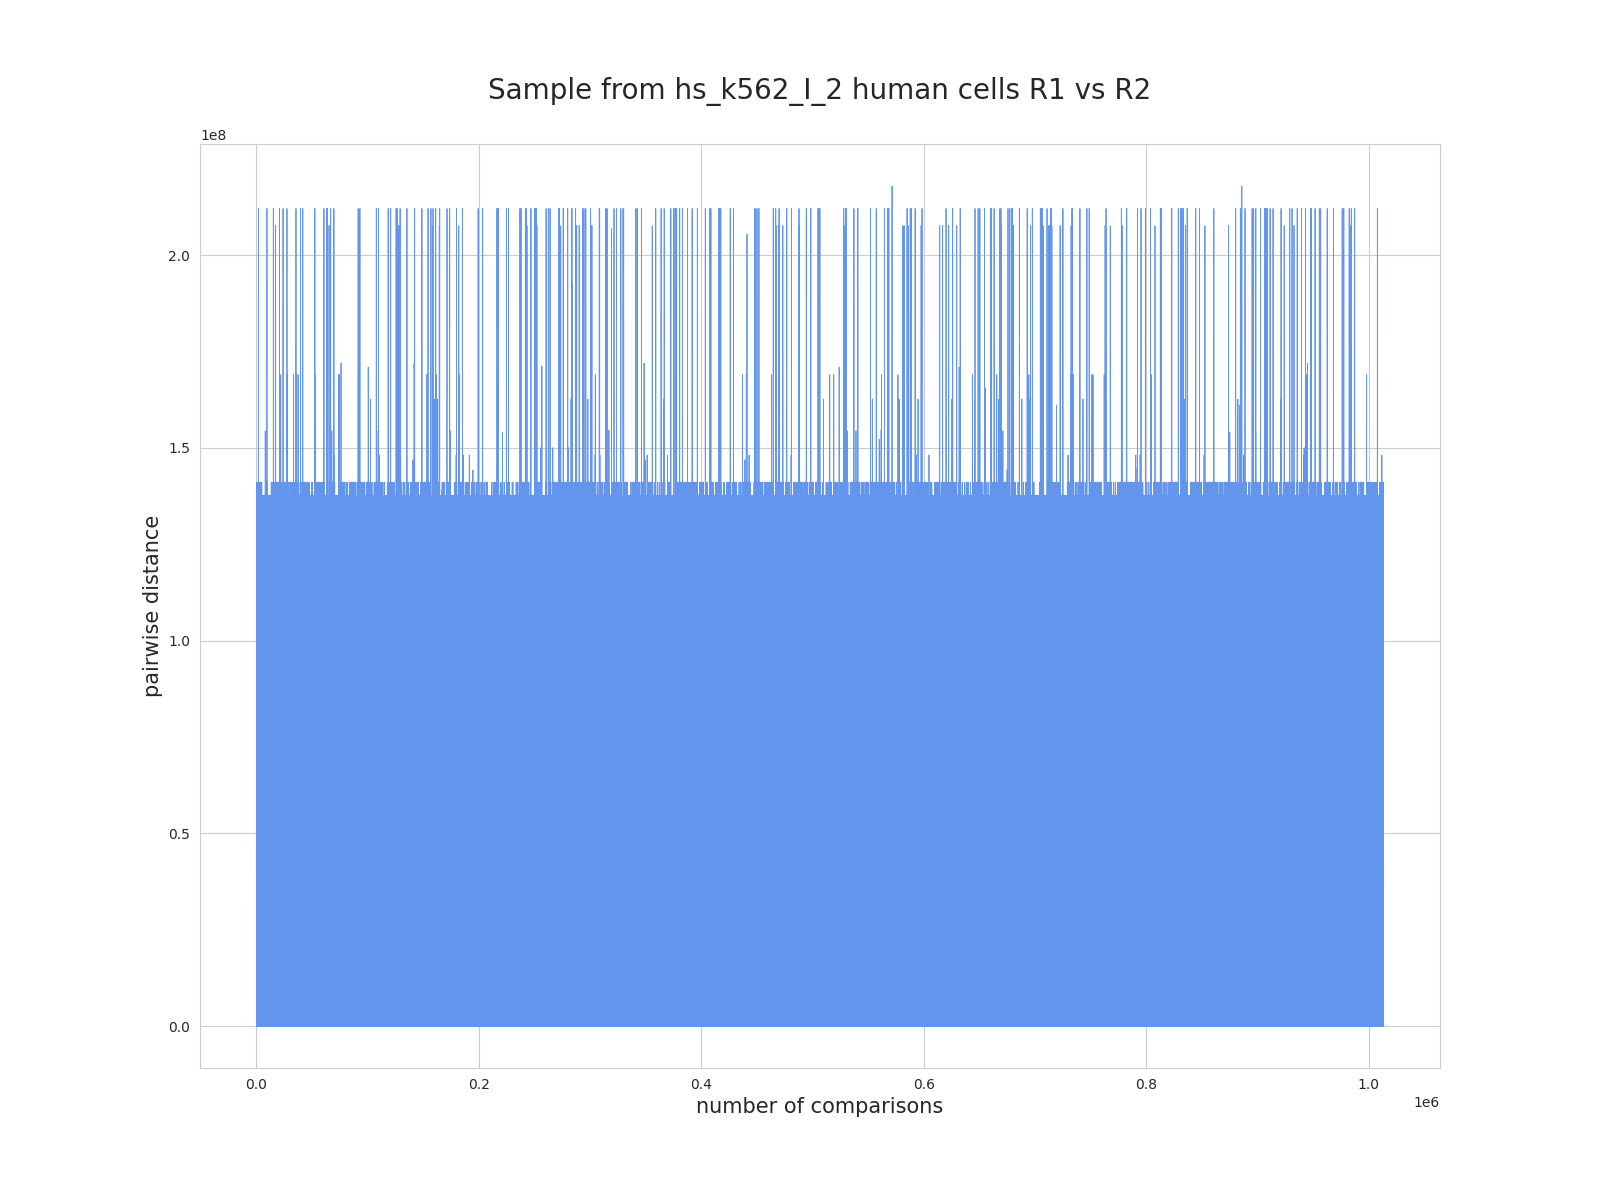 Sample from hs_k562_I_2 human cells R1 vs R2
1e8
2.0
1.5
1.0
0.5
0.0
pairwise distance
0.0 0.2 0.4 0.6 0.8 1.0
number of comparisons
1e6